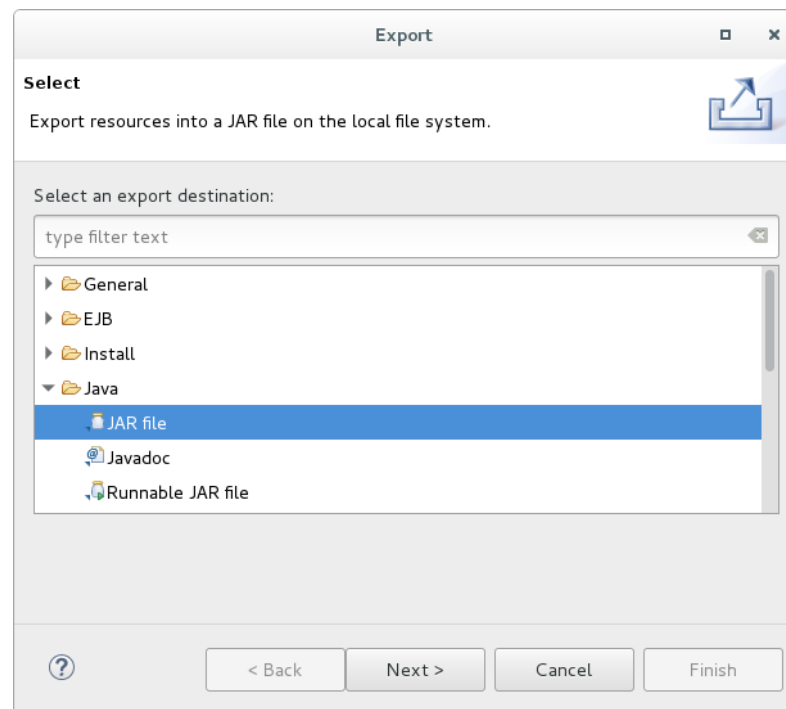 Export
Select
Export resources into a JAR file on the local file system.
Select an export destination:
type filter text
General
EJB
Install
Java
JAR file
Javadoc
Runnable JAR file
< Back Next > Cancel Finish